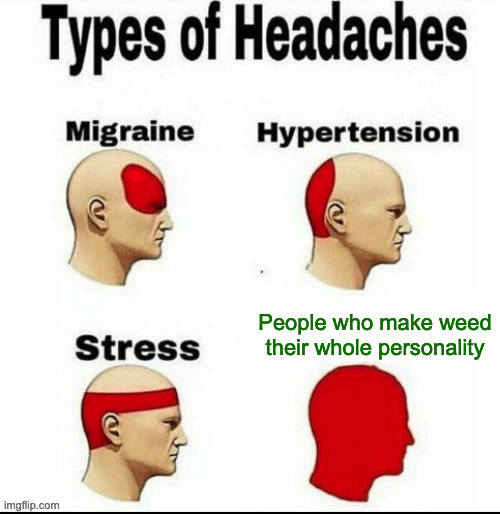 Types of Headaches
Migraine
Hypertension
Stress
People who make weed
their whole personality
imgflip.com